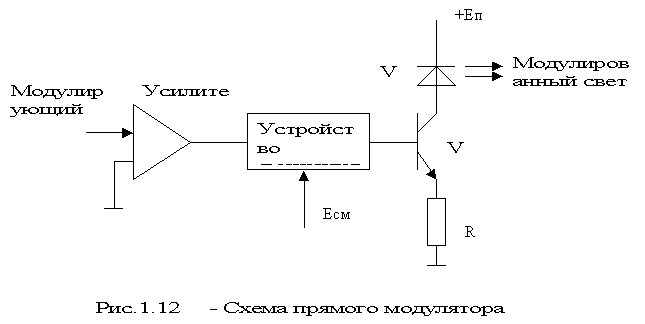 +Еп
V
Модулиров
анный свет
Модулир
ующий
Усилите
Устройст
во
V
Есм
R
Рис.1.12 - Схема прямого модулятора